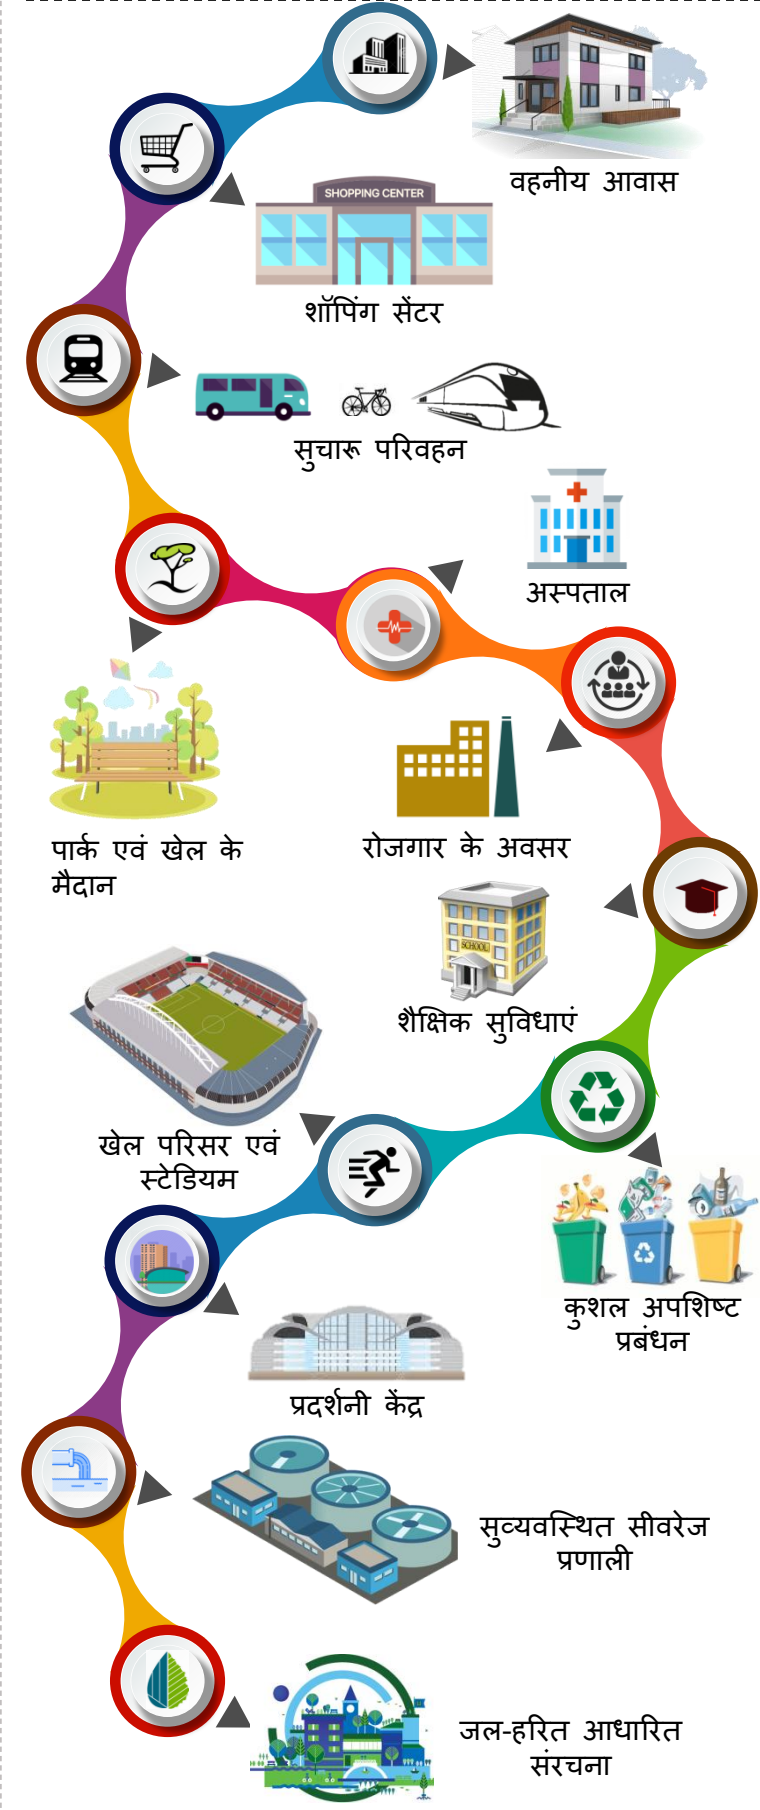 वहनीय आवास
SHOPPING CENTER
शॉपिंग सेंटर
सुचारू परिवहन
अस्पताल
पार्क एवं खेल के
मैदान
रोजगार के अवसर
SCHOOL
शैक्षिक सुविधाएं
खेल परिसर एवं
स्टेडियम
कुशल अपशिष्ट
प्रबंधन
प्रदर्शनी केंद्र
सुव्यवस्थित सीवरेज
प्रणाली
जल-हरित आधारित
संरचना